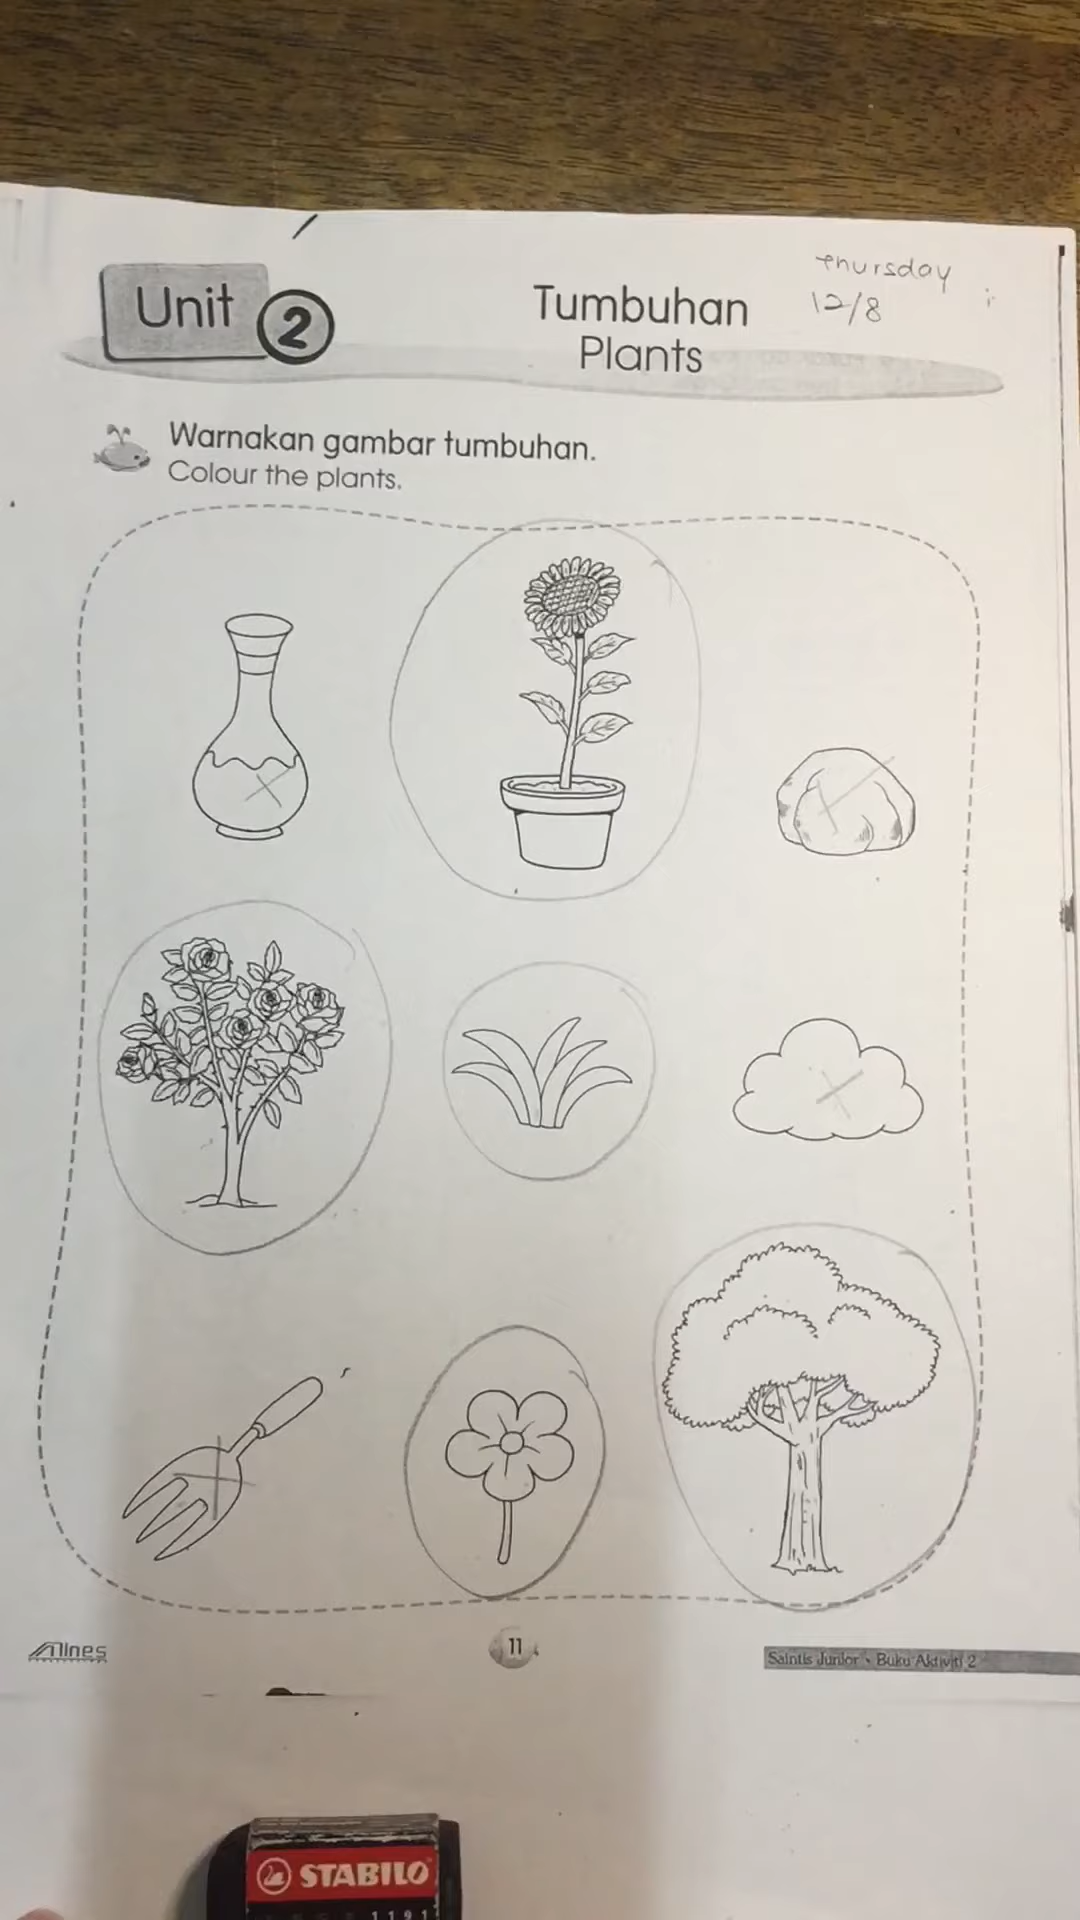 Thursday
12/8
Unit 2
Tumbuhan
Plants
Warnakan gambar tumbuhan.
Colour the plants.
11
Saintis Junior • Buku Aktiviti 2
STABILO
1191